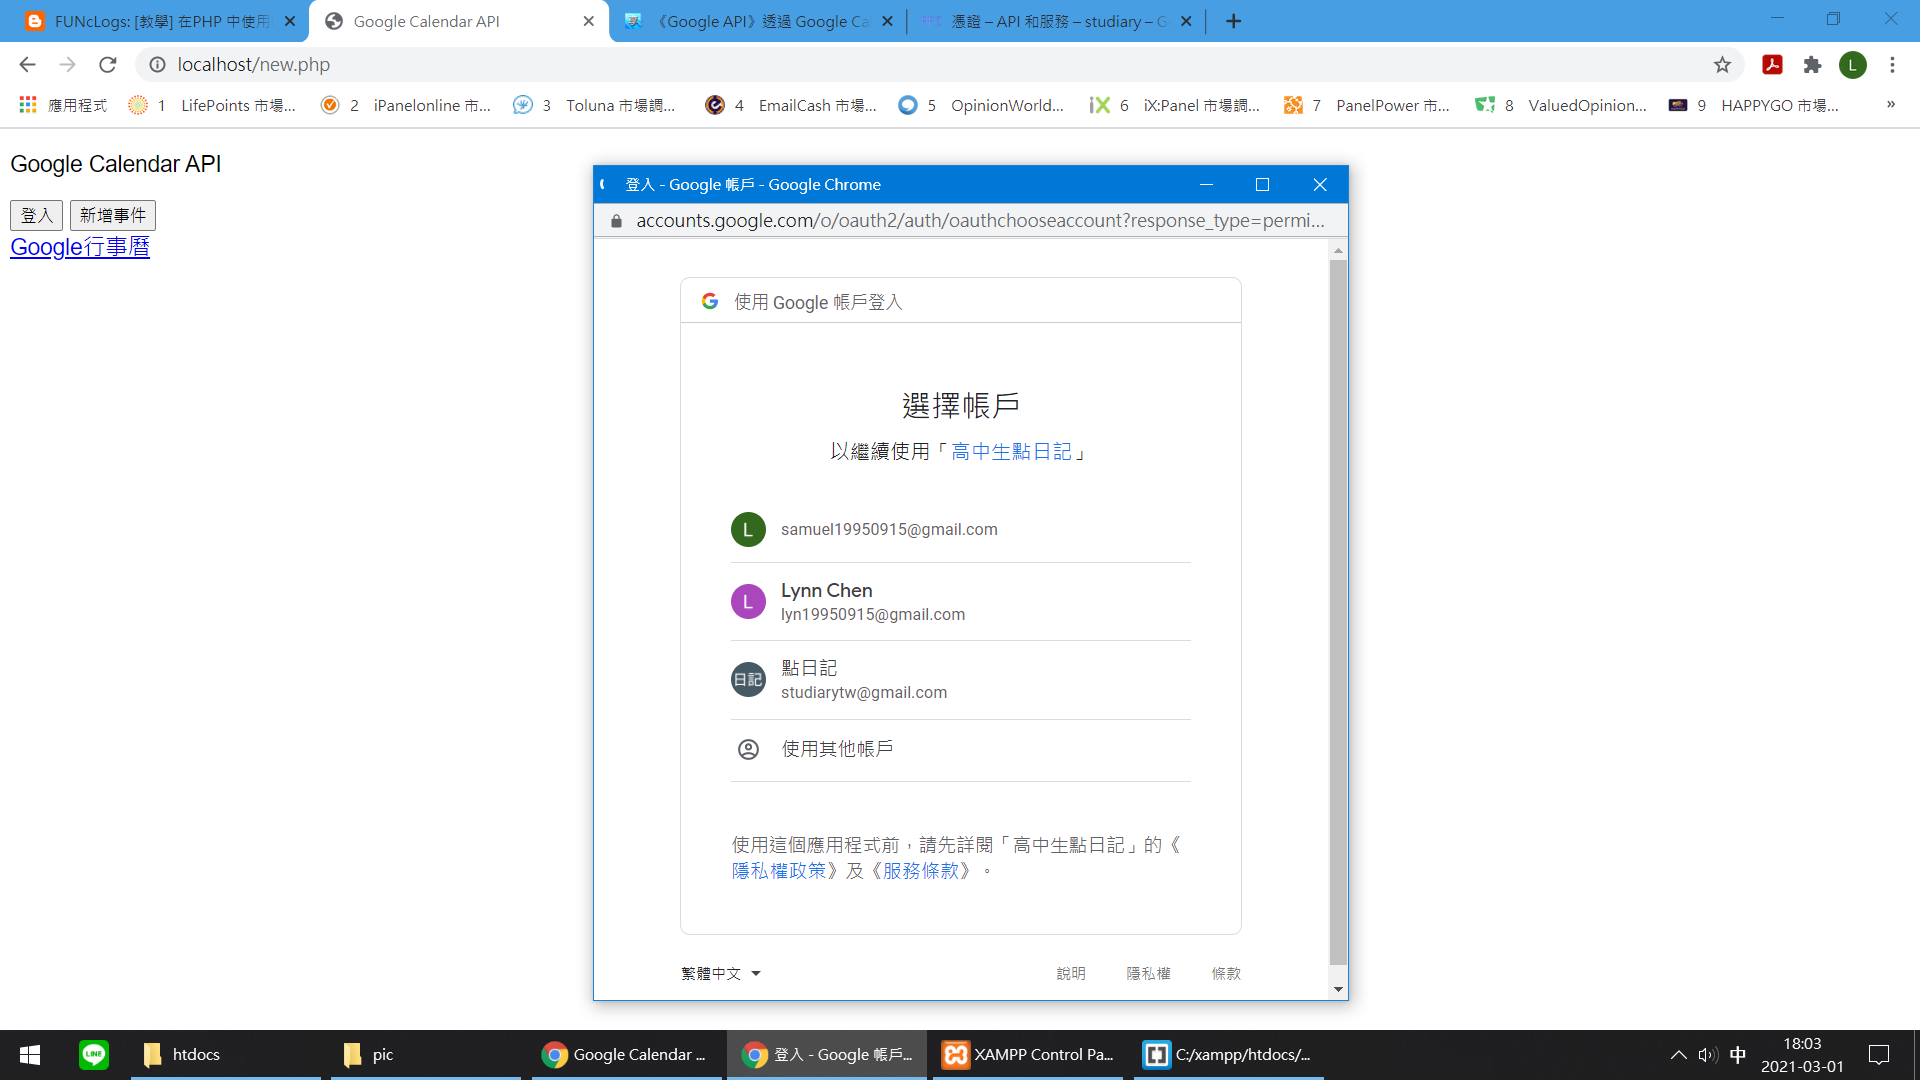 FUNcLogs: [教學] 在PHP 中使用
Google Calendar API
《Google API》透過 Google Ca
憑證 – API 和服務 – studiary – G
localhost/new.php
L
應用程式
1 LifePoints 市場...
2 iPanelonline 市...
3 Toluna 市場調...
4 EmailCash 市場...
5 OpinionWorld...
6 iX:Panel 市場調...
7 PanelPower 市...
8 ValuedOpinion...
9 HAPPYGO 市場...
»
Google Calendar API
登入 新增事件
Google行事曆
登入 - Google 帳戶 - Google Chrome
accounts.google.com/o/oauth2/auth/oauthchooseaccount?response_type=permi...
使用 Google 帳戶登入
選擇帳戶
以繼續使用「高中生點日記」
L
samuel19950915@gmail.com
L
Lynn Chen
lyn19950915@gmail.com
日記
點日記
studiarytw@gmail.com
使用其他帳戶
使用這個應用程式前，請先詳閱「高中生點日記」的《
隱私權政策》及《服務條款》。
繁體中文
說明 隱私權 條款
LINE
htdocs
pic
Google Calendar ...
登入 - Google 帳戶...
XAMPP Control Pa...
C:/xampp/htdocs/...
中
18:03
2021-03-01